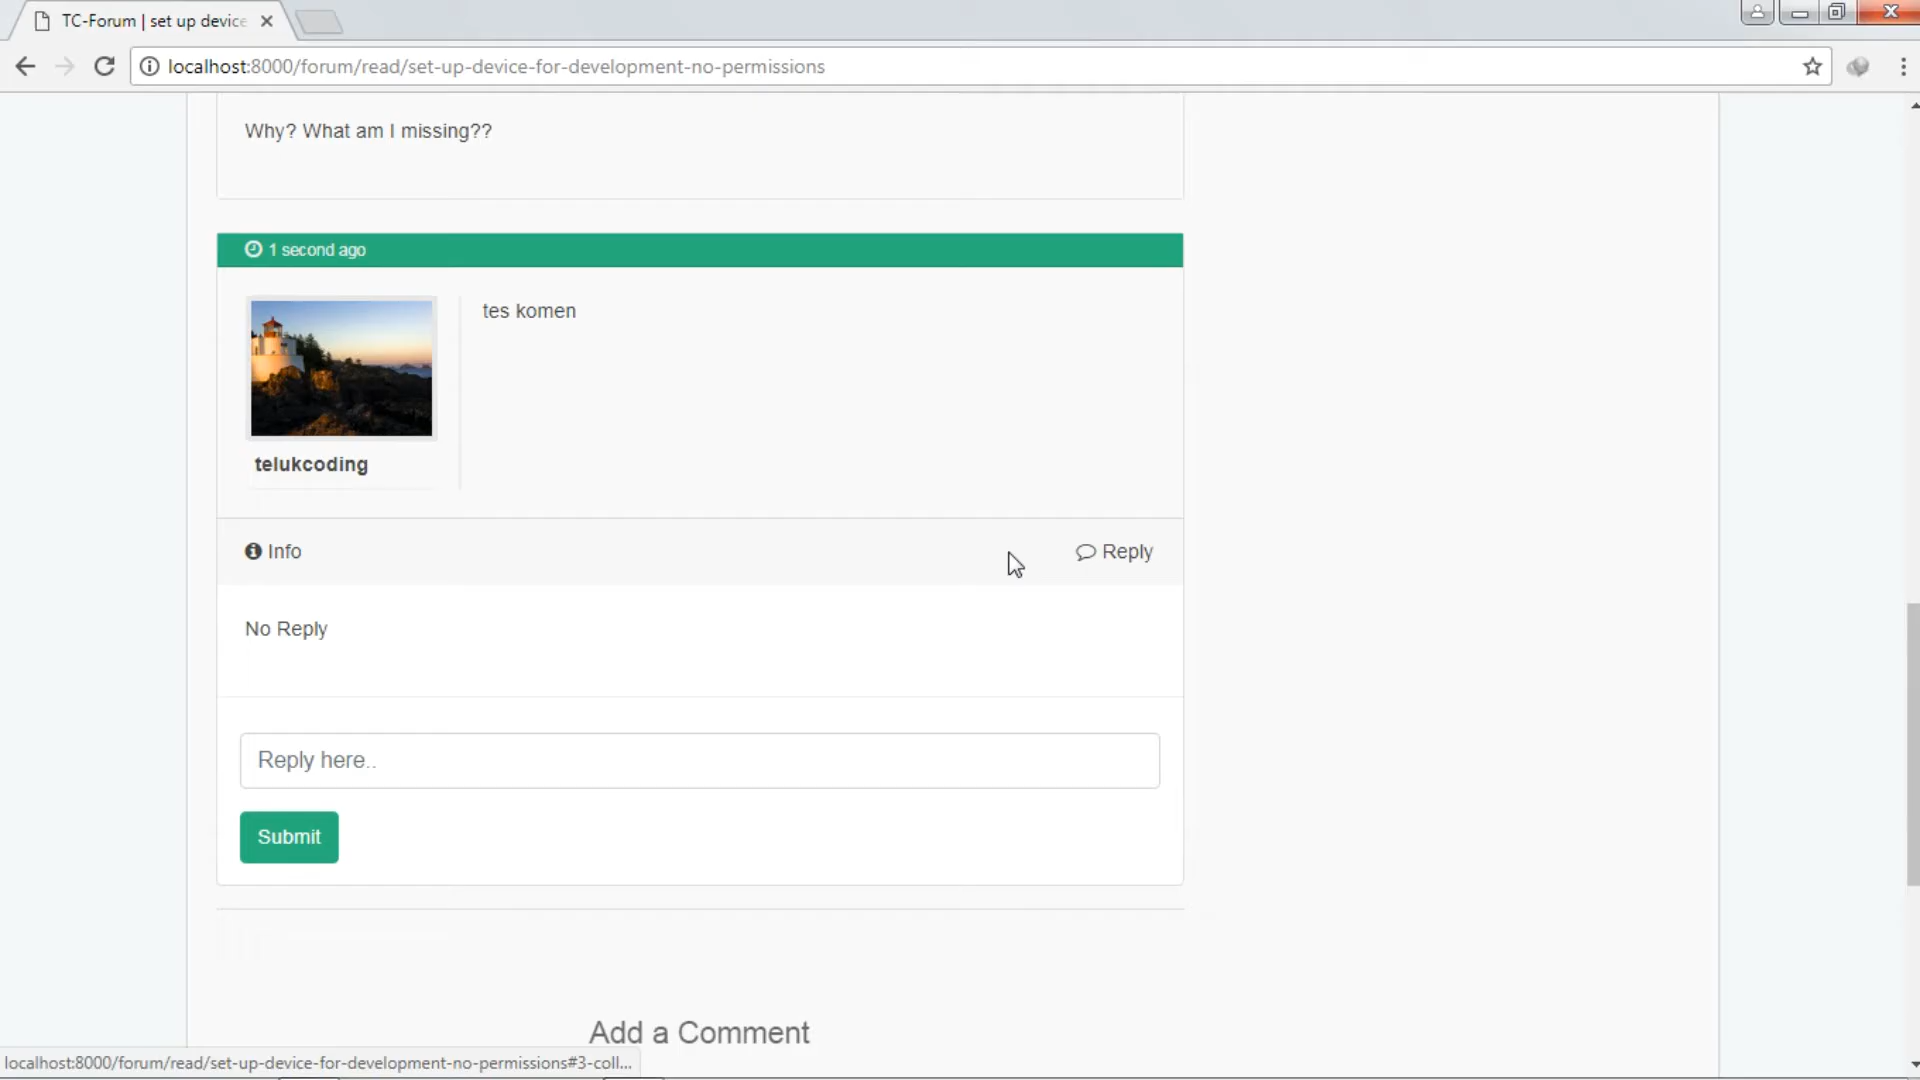 TC-Forum | set up device
localhost:8000/forum/read/set-up-device-for-development-no-permissions
Why? What am I missing??
1 second ago
tes komen
telukcoding
Info
Reply
No Reply
Reply here..
Submit
Add a Comment
localhost:8000/forum/read/set-up-device-for-development-no-permissions#3-coll...